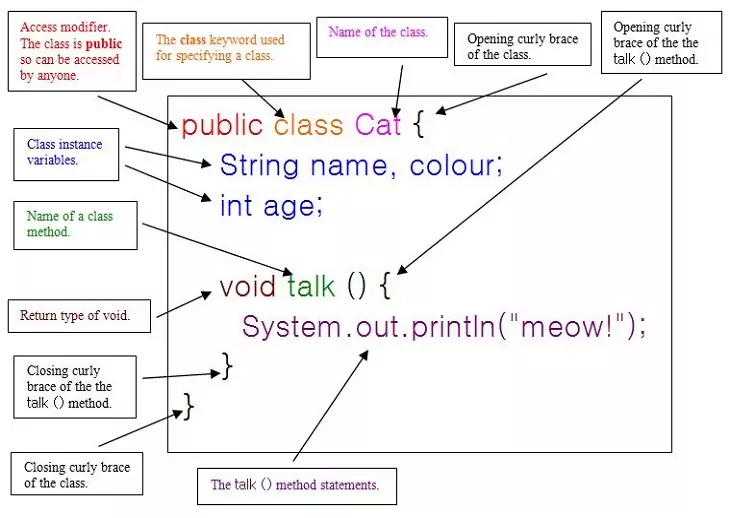 Access modifier.
The class is public
so can be accessed
by anyone.
The class keyword used
for specifying a class.
Name of the class.
Opening curly brace
of the class.
Opening curly
brace of the the
talk () method.
public class Cat {
Class instance
variables.
String name, colour;
int age;
Name of a class
method.
void talk () {
Return type of void.
System.out.println("meow!");
}
Closing curly
brace of the the
talk () method.
}
Closing curly brace
of the class.
The talk () method statements.